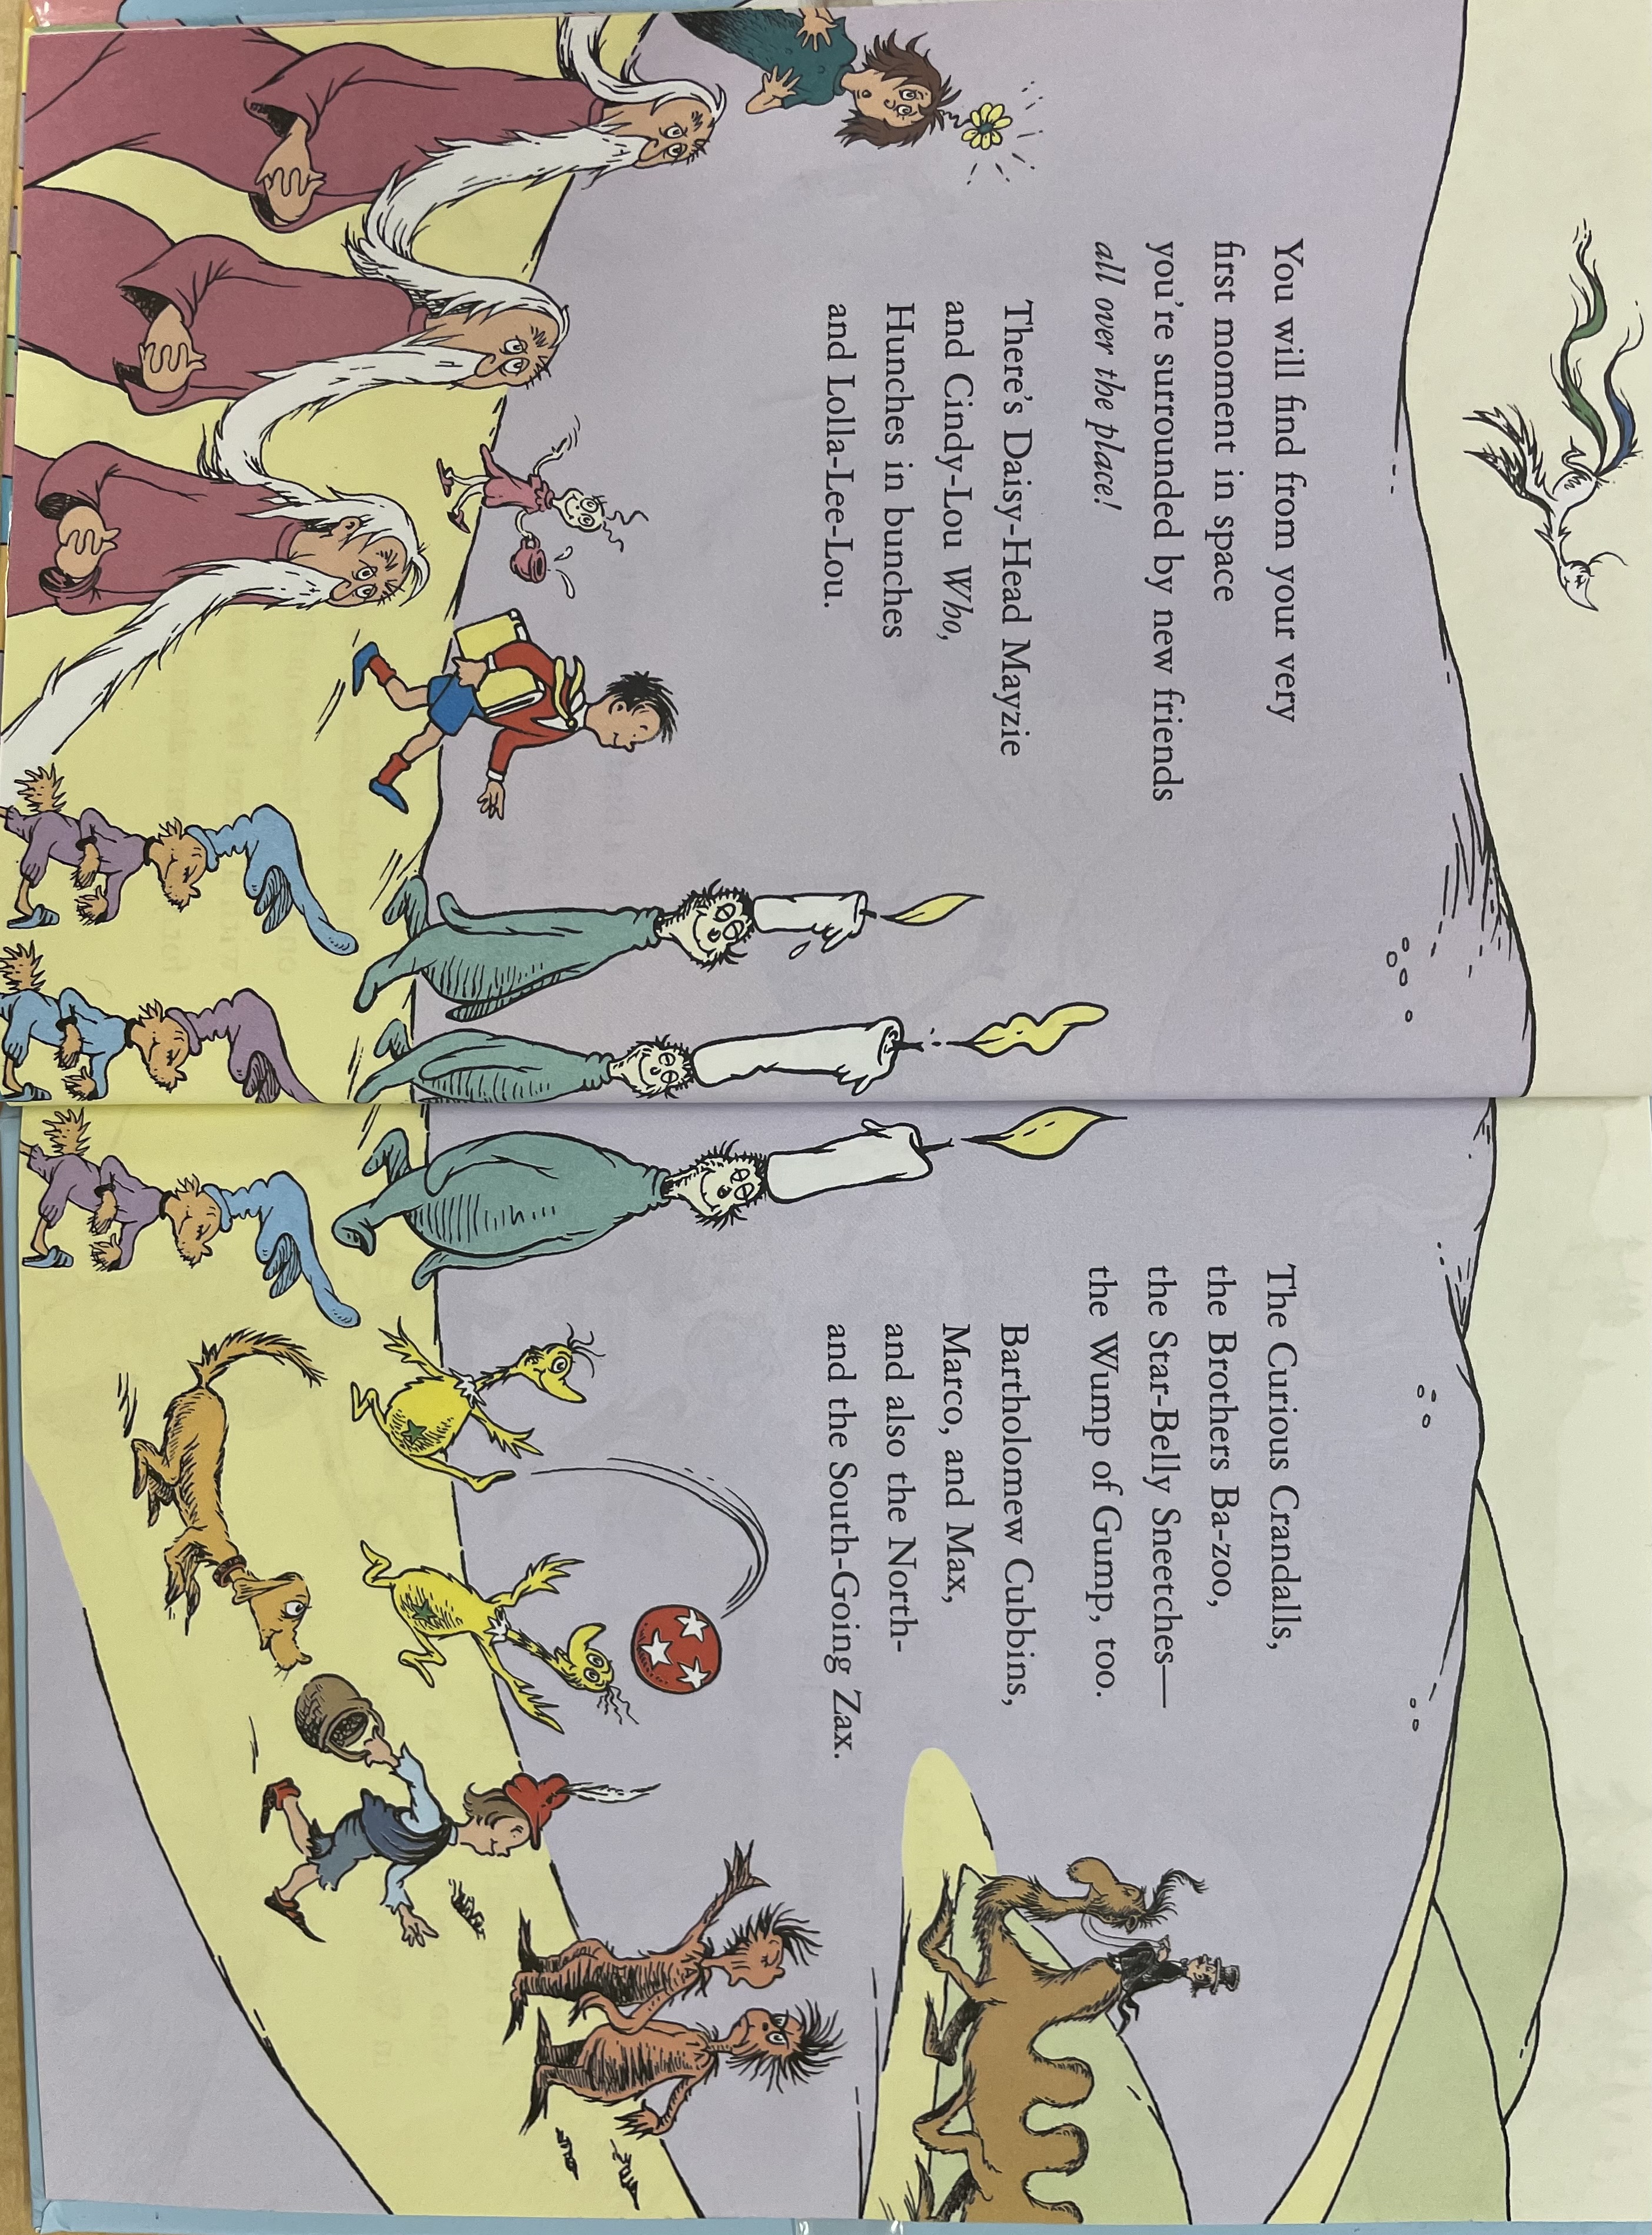 You will find from your very
first moment in space
you're surrounded by new friends
all over the place!
There's Daisy-Head Mayzie
and Cindy-Lou Who,
Hunches in bunches
and Lolla-Lee-Lou.
The Curious Crandalls,
the Brothers Ba-zoo,
the Star-Belly Sneetches—
the Wump of Gump, too.
Bartholomew Cubbins,
Marco, and Max,
and also the North-
and the South-Going Zax.